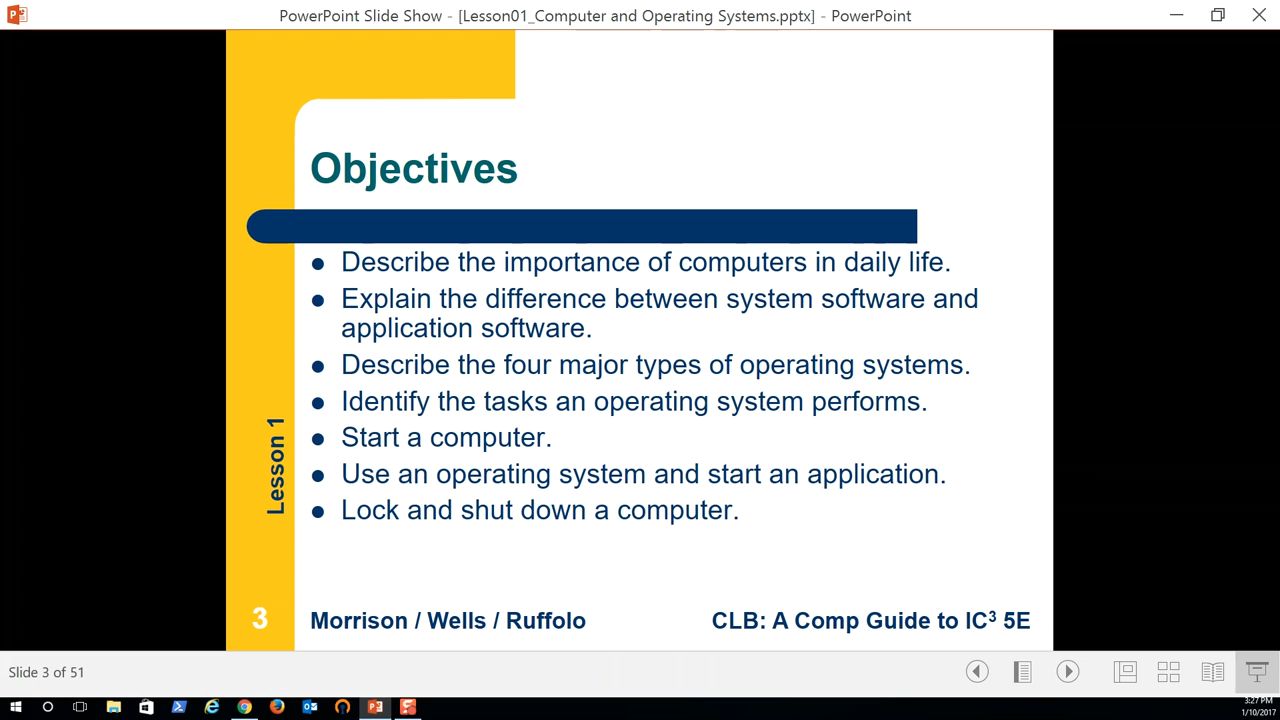 PowerPoint Slide Show - [Lesson01_Computer and Operating Systems.pptx] - PowerPoint
Objectives
• Describe the importance of computers in daily life.
• Explain the difference between system software and
application software.
• Describe the four major types of operating systems.
• Identify the tasks an operating system performs.
• Start a computer.
• Use an operating system and start an application.
• Lock and shut down a computer.
Lesson 1
3
Morrison / Wells / Ruffolo
CLB: A Comp Guide to IC³ 5E
Slide 3 of 51
3:27 PM
1/10/2017